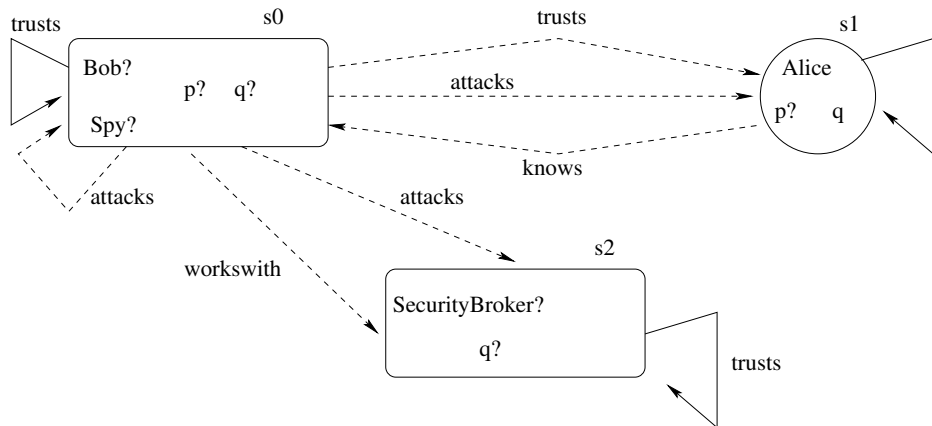 trusts
s0
trusts
s1
Bob?
p? q?
Spy?
attacks
Alice
p? q
knows
attacks
attacks
workswith
s2
SecurityBroker?
q?
trusts